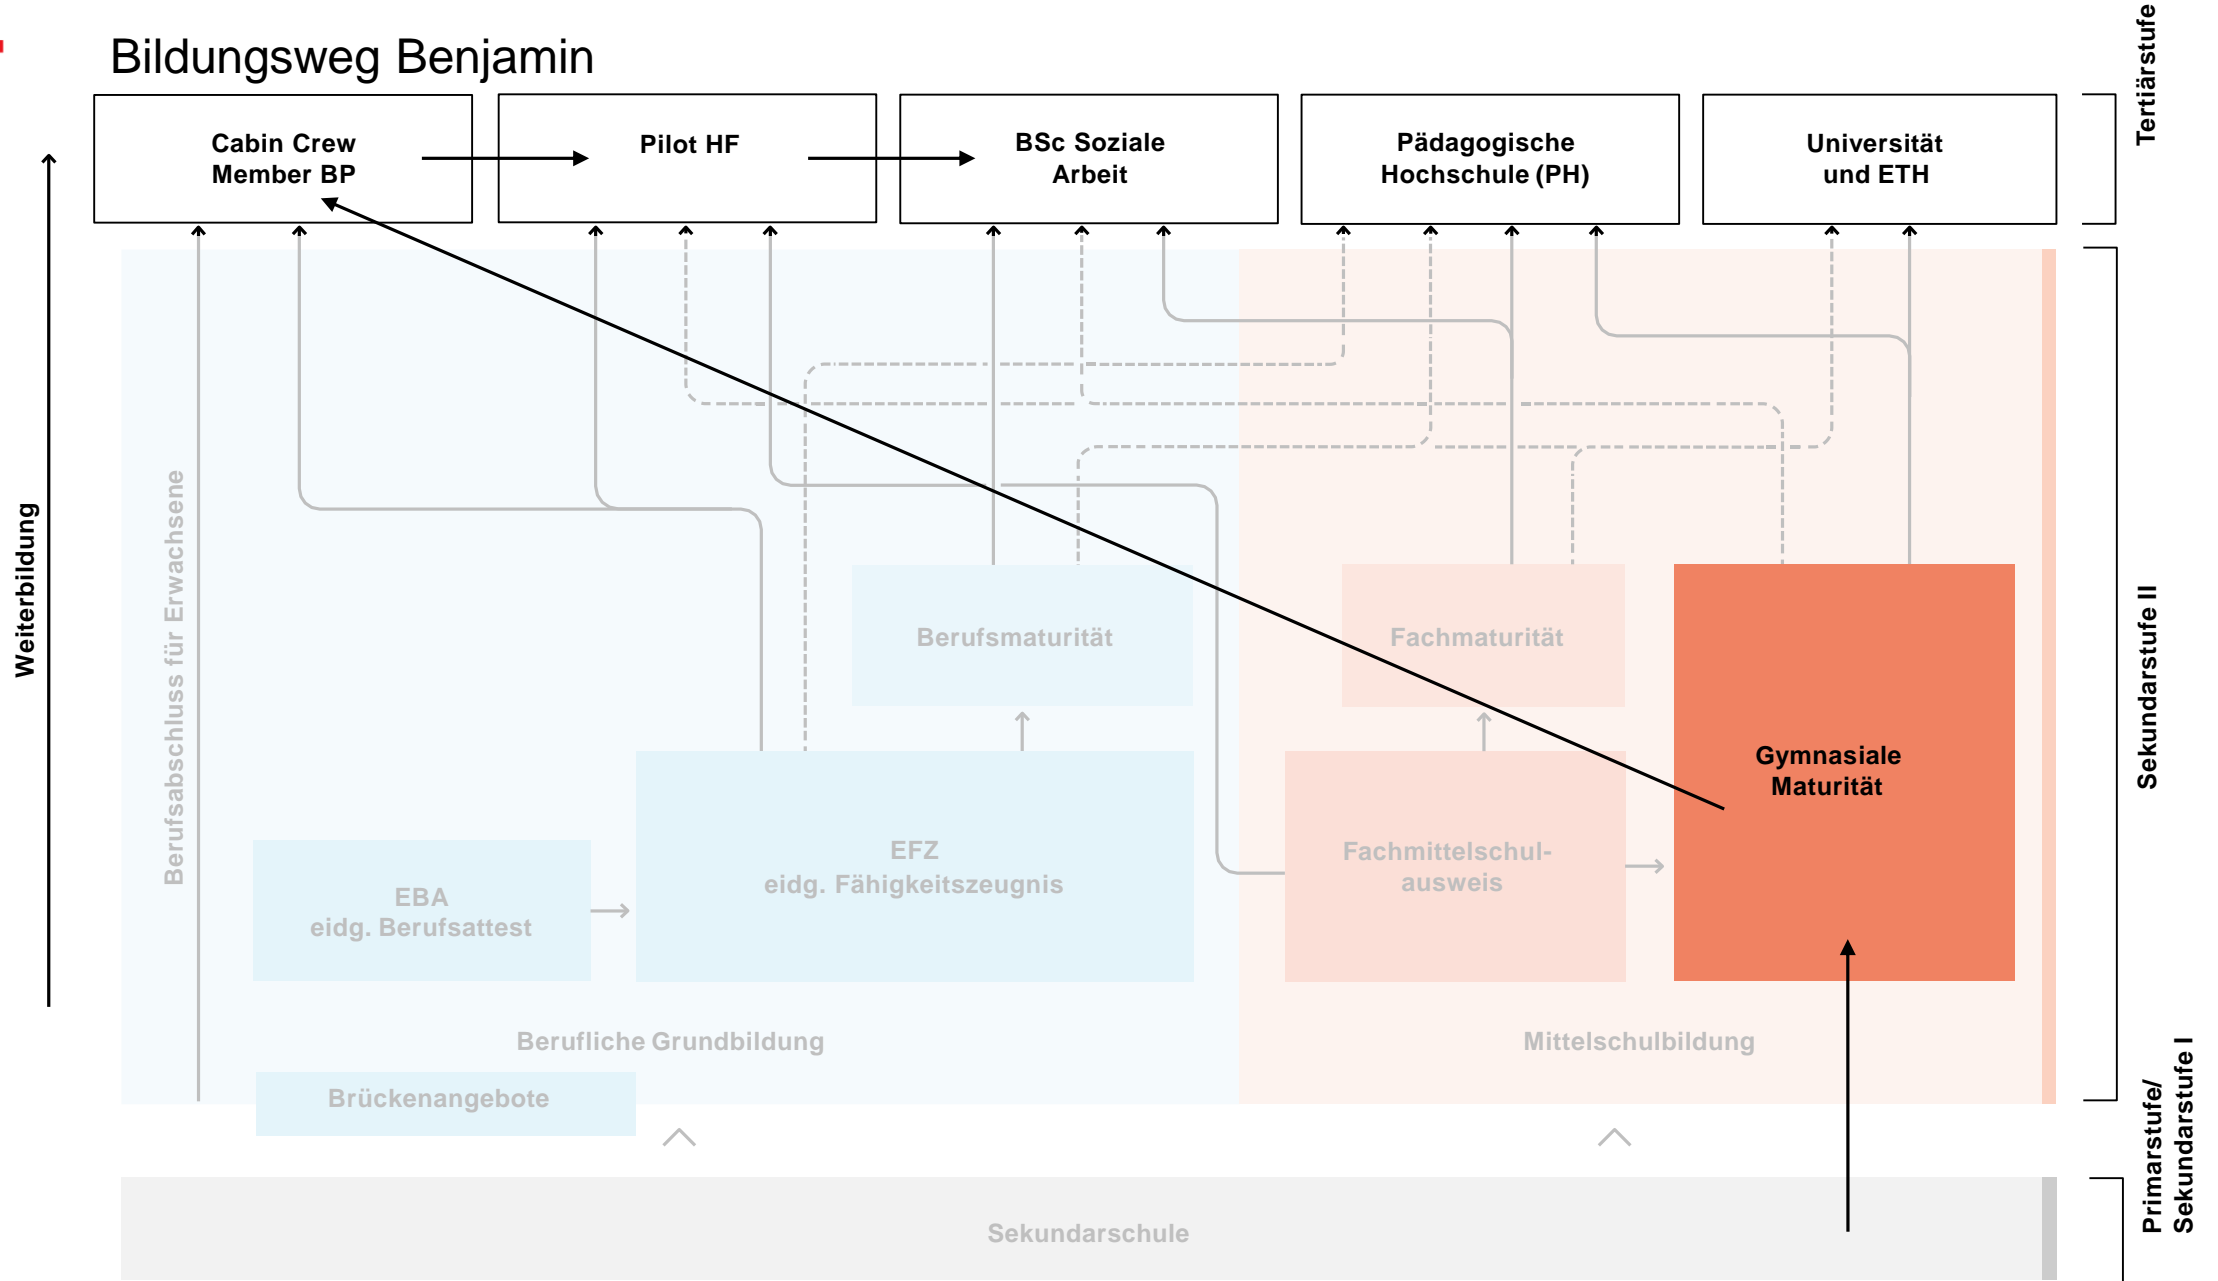 Bildungsweg Benjamin
Tertiärstufe
Cabin Crew
Member BP
Pilot HF
BSc Soziale
Arbeit
Pädagogische
Hochschule (PH)
Universität
und ETH
Weiterbildung
Berufsabschluss für Erwachsene
Sekundarstufe II
Berufsmaturität
Fachmaturität
Gymnasiale
Maturität
EFZ
eidg. Fähigkeitszeugnis
Fachmittelschul-
ausweis
EBA
eidg. Berufsattest
Berufliche Grundbildung
Mittelschulbildung
Brückenangebote
Primarstufe/
Sekundarstufe I
Sekundarschule